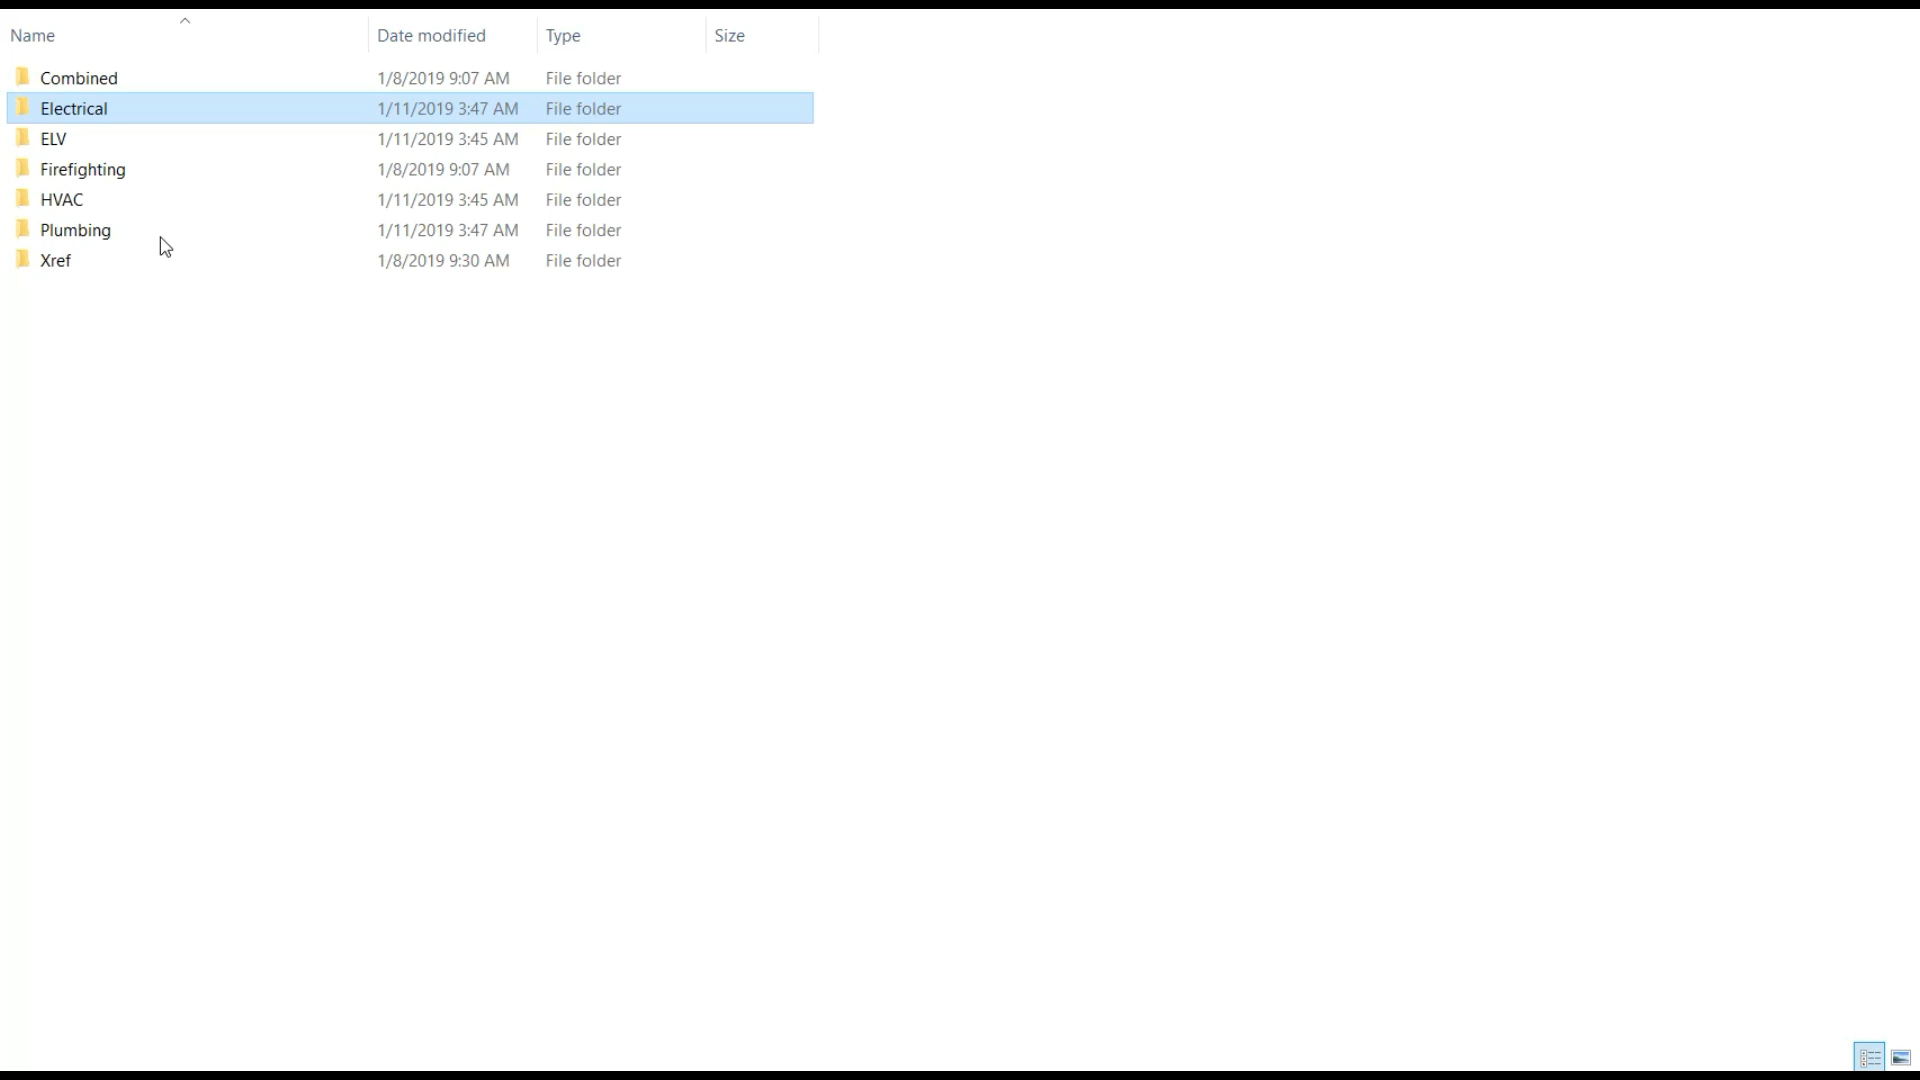 Name Date modified Type Size
Combined 1/8/2019 9:07 AM File folder
Electrical 1/11/2019 3:47 AM File folder
ELV 1/11/2019 3:45 AM File folder
Firefighting 1/8/2019 9:07 AM File folder
HVAC 1/11/2019 3:45 AM File folder
Plumbing 1/11/2019 3:47 AM File folder
Xref 1/8/2019 9:30 AM File folder